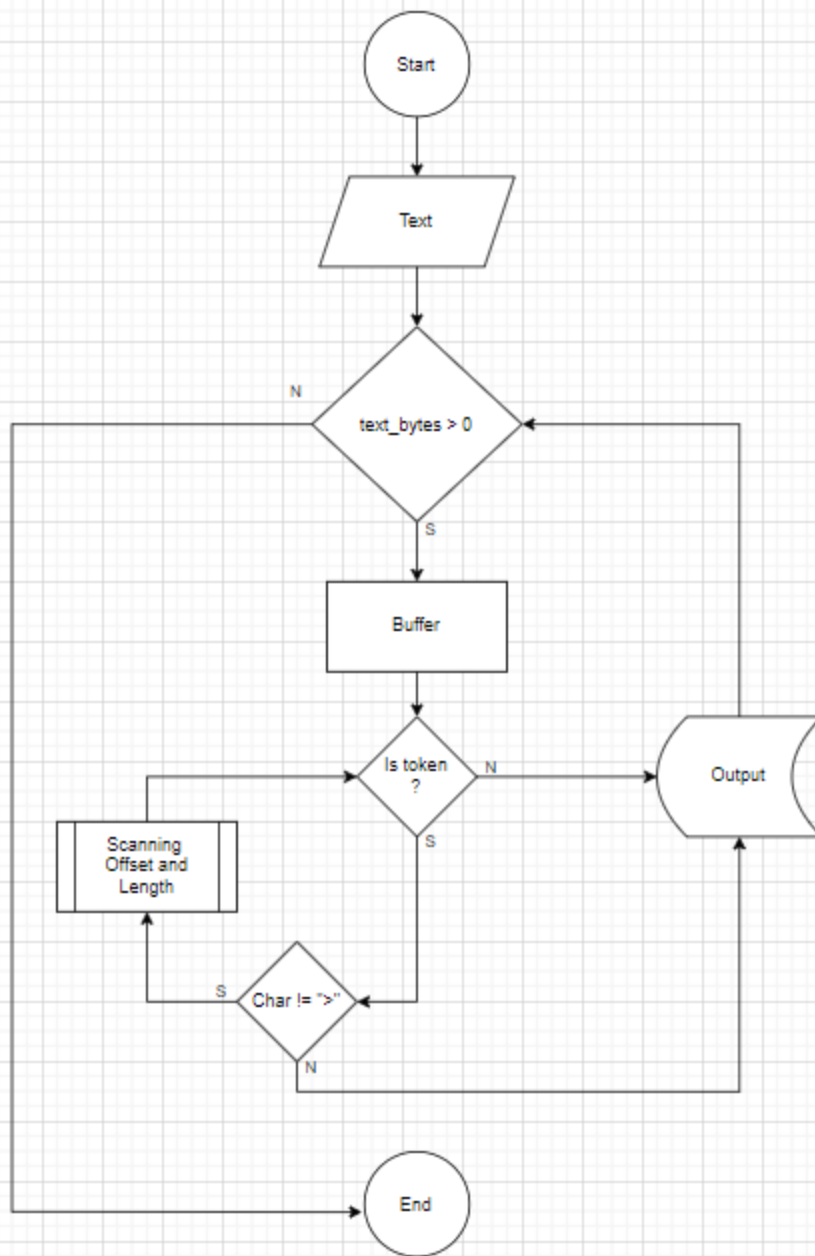 Start
Text
N
text_bytes > 0
S
Buffer
Is token
?
N
Output
S
Scanning
Offset and
Length
S
Char != ">"
N
End